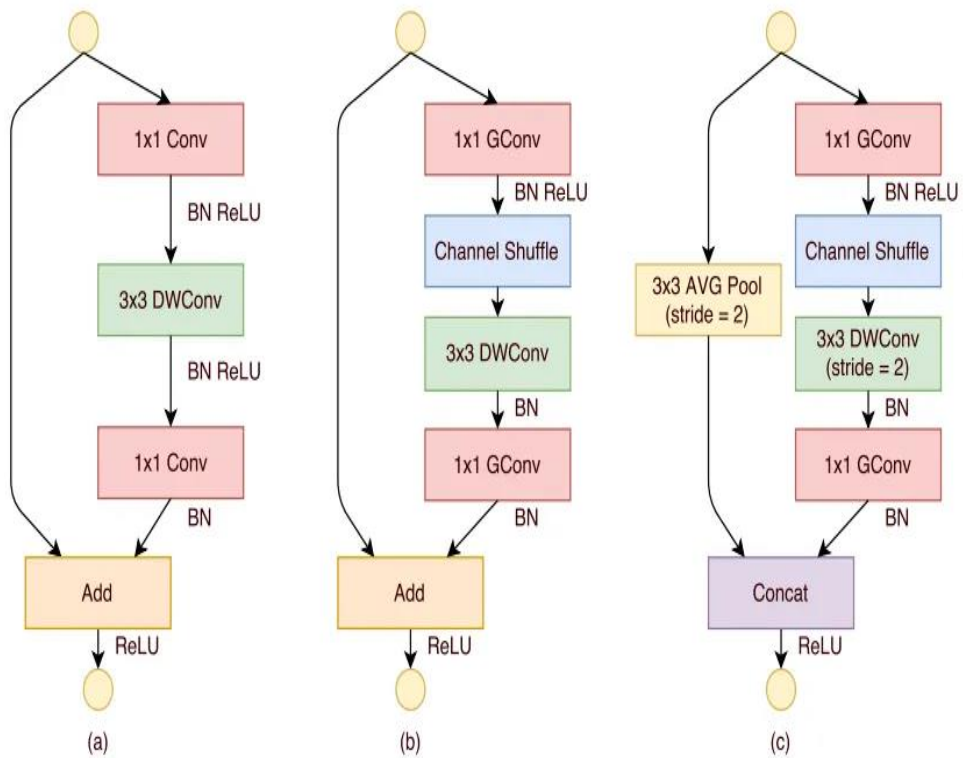 1x1 Conv
BN ReLU
3x3 DWConv
BN ReLU
1x1 Conv
BN
Add
ReLU
(a)
1x1 GConv
BN ReLU
Channel Shuffle
3x3 DWConv
BN
1x1 GConv
BN
Add
ReLU
(b)
1x1 GConv
BN ReLU
Channel Shuffle
3x3 AVG Pool
(stride = 2)
3x3 DWConv
(stride = 2)
BN
1x1 GConv
BN
Concat
ReLU
(c)